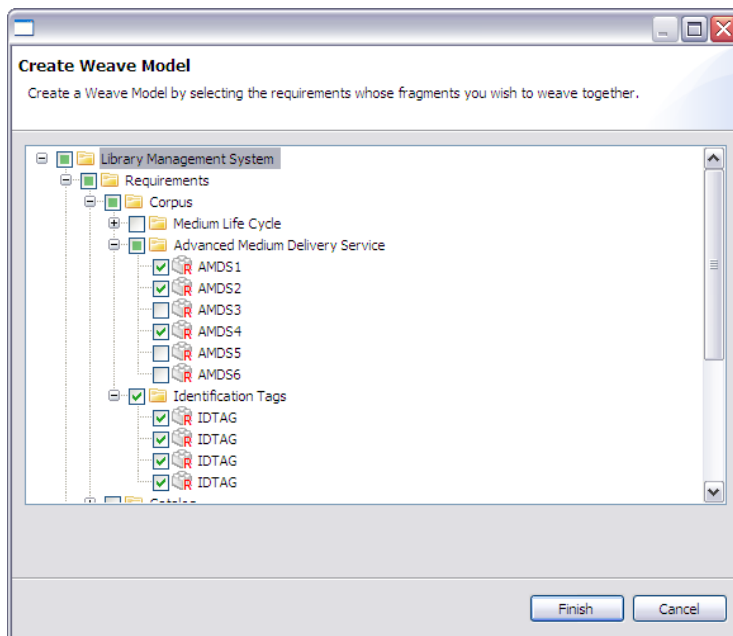 Create Weave Model
Create a Weave Model by selecting the requirements whose fragments you wish to weave together.
Library Management System
Requirements
Corpus
Medium Life Cycle
Advanced Medium Delivery Service
R AMDS1
R AMDS2
R AMDS3
R AMDS4
R AMDS5
R AMDS6
Identification Tags
R IDTAG
R IDTAG
R IDTAG
R IDTAG
Catalog
Finish Cancel